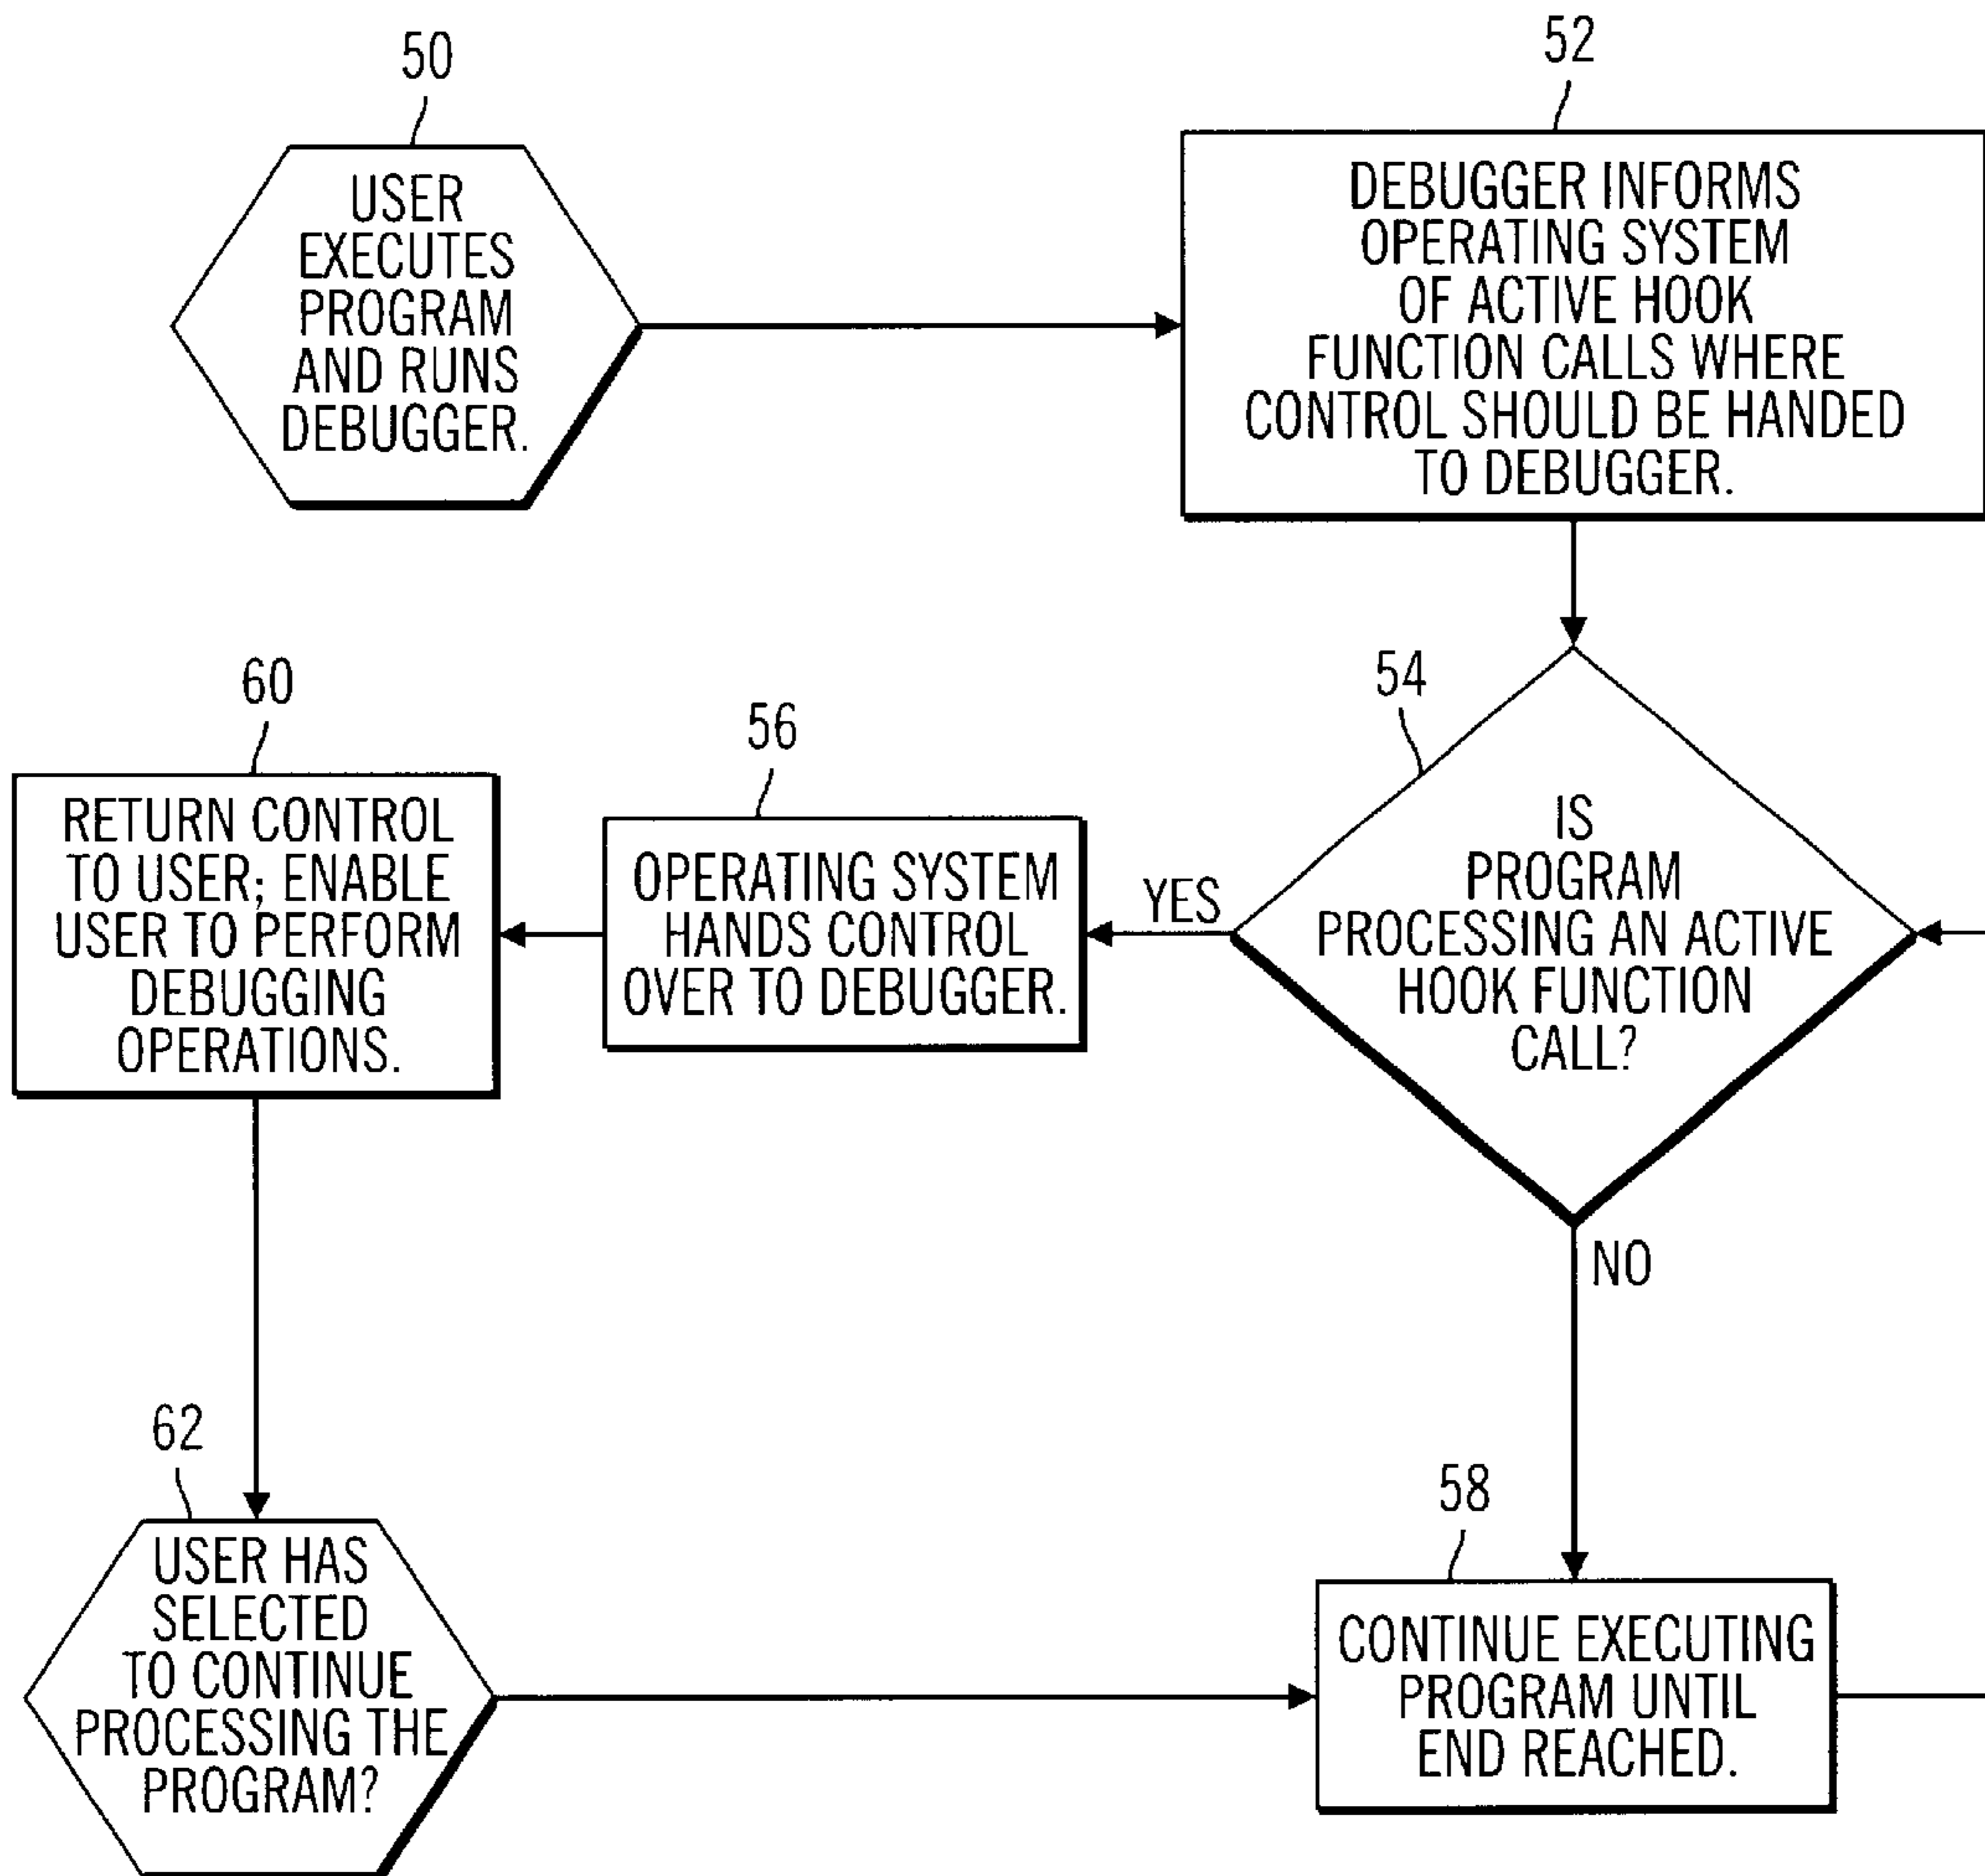 50
USER
EXECUTES
PROGRAM
AND RUNS
DEBUGGER.
52
DEBUGGER INFORMS
OPERATING SYSTEM
OF ACTIVE HOOK
FUNCTION CALLS WHERE
CONTROL SHOULD BE HANDED
TO DEBUGGER.
54
IS
PROGRAM
PROCESSING AN ACTIVE
HOOK FUNCTION
CALL?
YES
56
OPERATING SYSTEM
HANDS CONTROL
OVER TO DEBUGGER.
60
RETURN CONTROL
TO USER; ENABLE
USER TO PERFORM
DEBUGGING
OPERATIONS.
NO
62
USER HAS
SELECTED
TO CONTINUE
PROCESSING THE
PROGRAM?
58
CONTINUE EXECUTING
PROGRAM UNTIL
END REACHED.